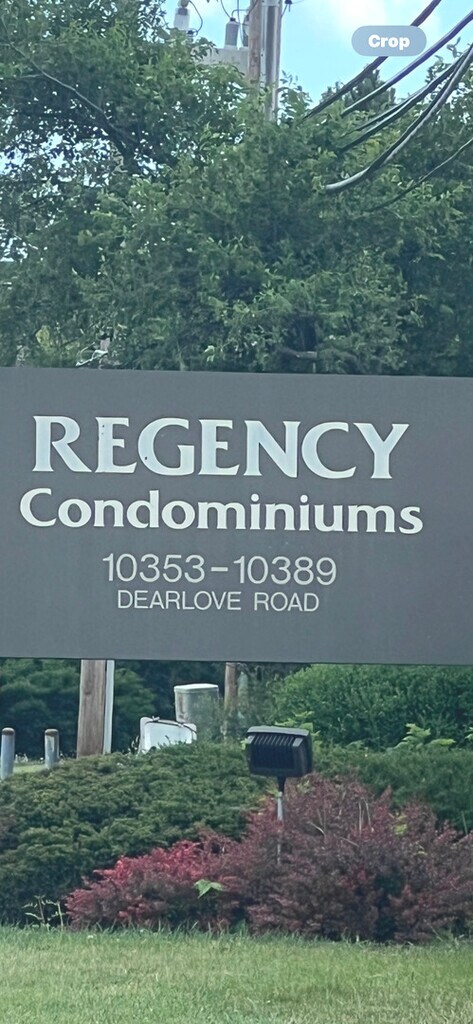 Crop
REGENCY
Condominiums
10353-10389
DEARLOVE ROAD